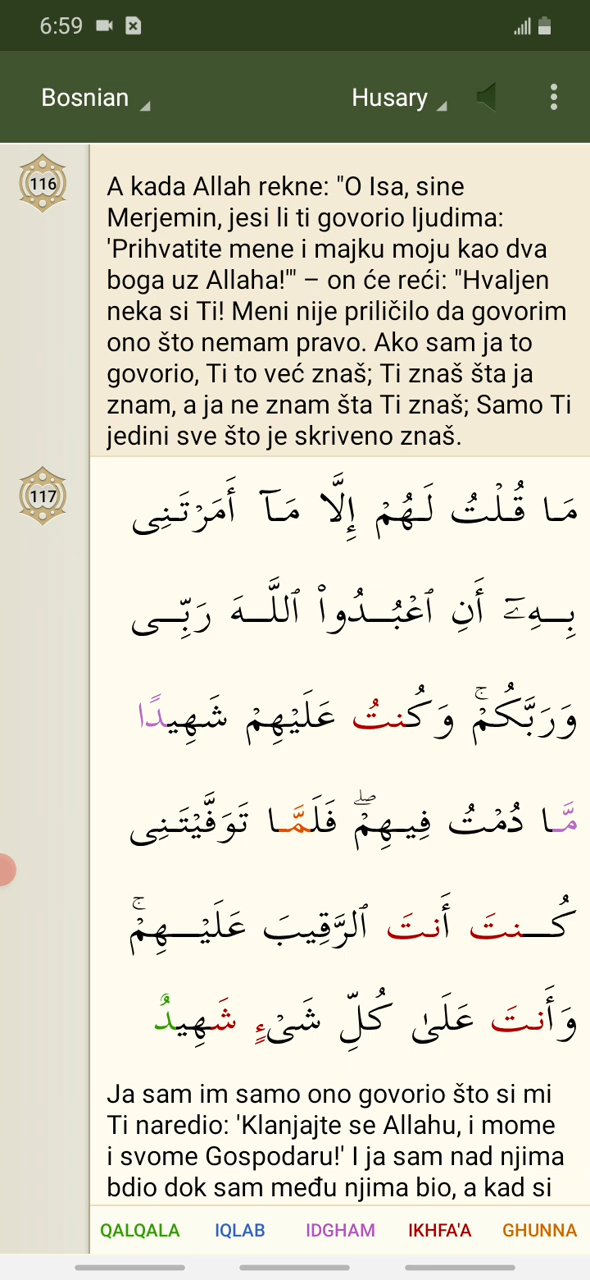 6:59
Bosnian Husary
116
A kada Allah rekne: "O Isa, sine
Merjemin, jesi li ti govorio ljudima:
'Prihvatite mene i majku moju kao dva
boga uz Allaha!'" – on će reći: "Hvaljen
neka si Ti! Meni nije priličilo da govorim
ono što nemam pravo. Ako sam ja to
govorio, Ti to već znaš; Ti znaš šta ja
znam, a ja ne znam šta Ti znaš; Samo Ti
jedini sve što je skriveno znaš.
117
مَا قُلْتُ لَهُمْ إِلَّا مَآ أَمَرْتَنِى
بِهِۦٓ أَنِ ٱعْبُدُوا۟ ٱللَّهَ رَبِّى
وَرَبَّكُمْ ۚ وَكُنتُ عَلَيْهِمْ شَهِيدًا
مَّا دُمْتُ فِيهِمْ ۖ فَلَمَّا تَوَفَّيْتَنِى
كُنتَ أَنتَ ٱلرَّقِيبَ عَلَيْهِمْ ۚ
وَأَنتَ عَلَىٰ كُلِّ شَىْءٍ شَهِيدٌ
Ja sam im samo ono govorio što si mi
Ti naredio: 'Klanjajte se Allahu, i mome
i svome Gospodaru!' I ja sam nad njima
bdio dok sam među njima bio, a kad si
QALQALA IQLAB IDGHAM IKHFA'A GHUNNA